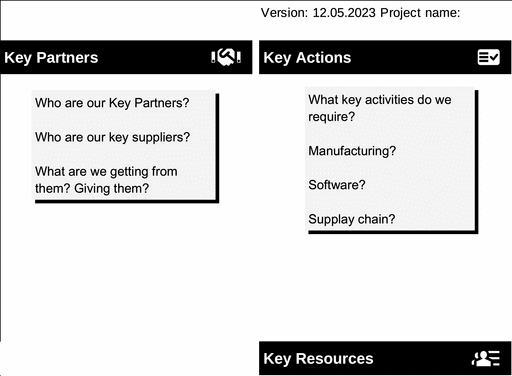 Version: 12.05.2023 Project name:
Key Partners
Who are our Key Partners?
Who are our key suppliers?
What are we getting from
them? Giving them?
Key Actions
What key activities do we
require?
Manufacturing?
Software?
Supplay chain?
Key Resources